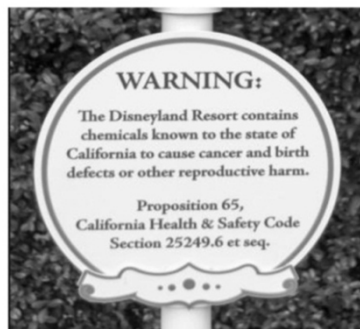 WARNING:
The Disneyland Resort contains
chemicals known to the state of
California to cause cancer and birth
defects or other reproductive harm.
Proposition 65,
California Health & Safety Code
Section 25249.6 et seq.